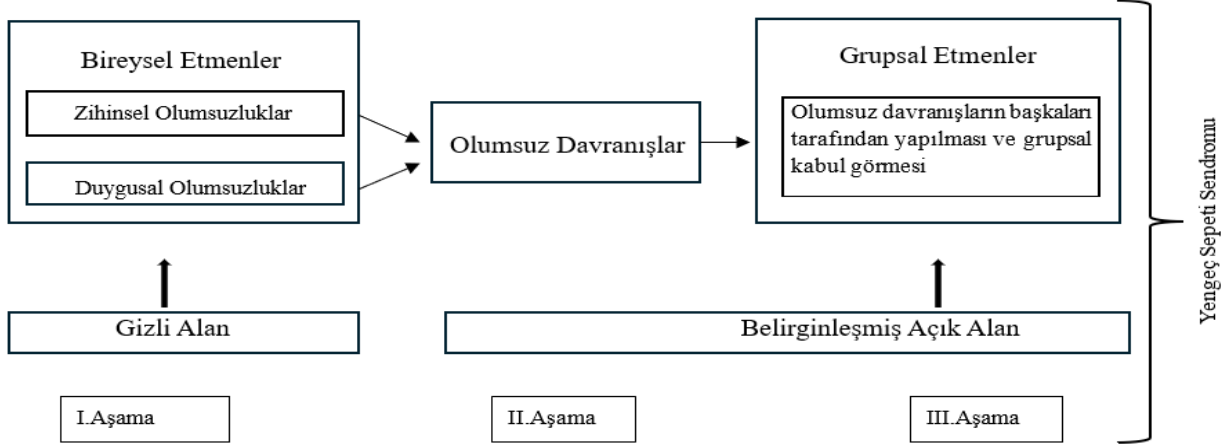 Bireysel Etmenler
Zihinsel Olumsuzluklar
Duygusal Olumsuzluklar
Olumsuz Davranışlar
Grupsal Etmenler
Olumsuz davranışların başkaları
tarafından yapılması ve grupsal
kabul görmesi
Yengeç Sepeti Sendromu
Gizli Alan
Belirginleşmiş Açık Alan
I.Aşama
II.Aşama
III.Aşama